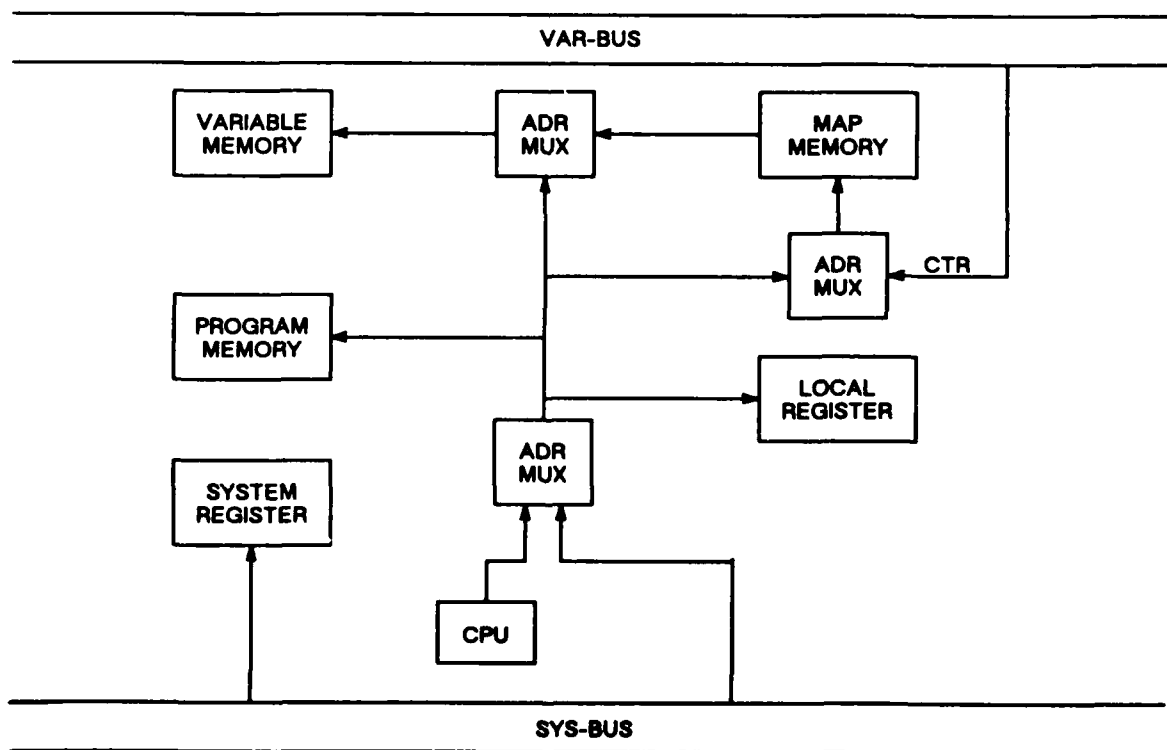 VAR-BUS
VARIABLE
MEMORY
ADR
MUX
MAP
MEMORY
ADR
MUX
CTR
PROGRAM
MEMORY
LOCAL
REGISTER
ADR
MUX
SYSTEM
REGISTER
CPU
SYS-BUS